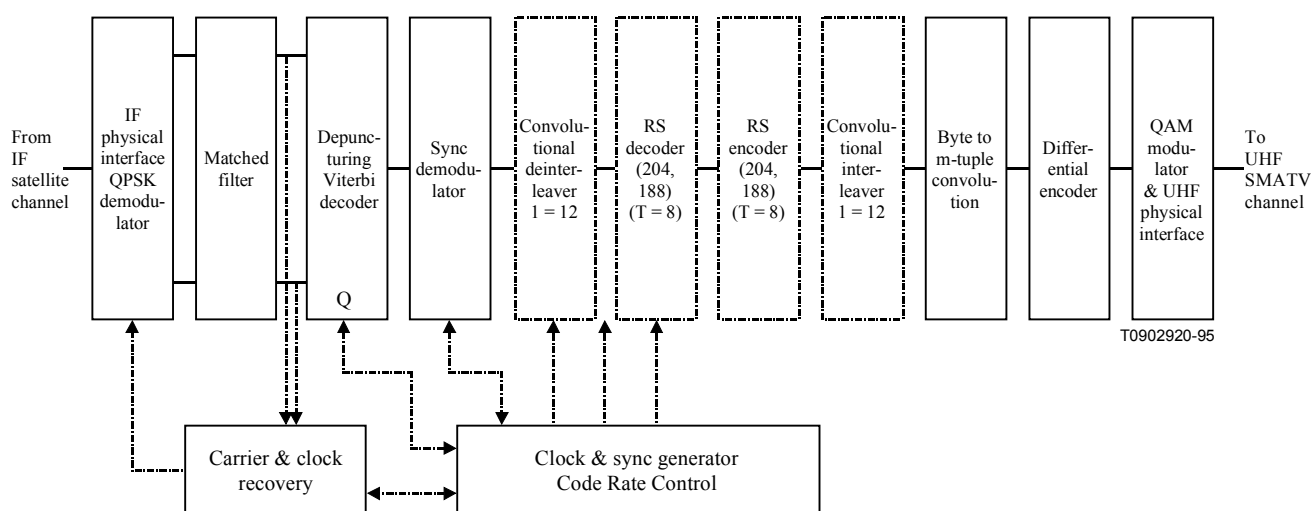 From
IF
satellite
channel
IF
physical
interface
QPSK
demodu-
lator
Matched
filter
Depunc-
turing
Viterbi
decoder
Q
Sync
demodu-
lator
Convolu-
tional
deinter-
leaver
1 = 12
RS
decoder
(204,
188)
(T = 8)
RS
encoder
(204,
188)
(T = 8)
Convolu-
tional
inter-
leaver
1 = 12
Byte to
m-tuple
convolu-
tion
Differ-
ential
encoder
QAM
modu-
lator
& UHF
physical
interface
To
UHF
SMATV
channel
T0902920-95
Carrier & clock
recovery
Clock & sync generator
Code Rate Control